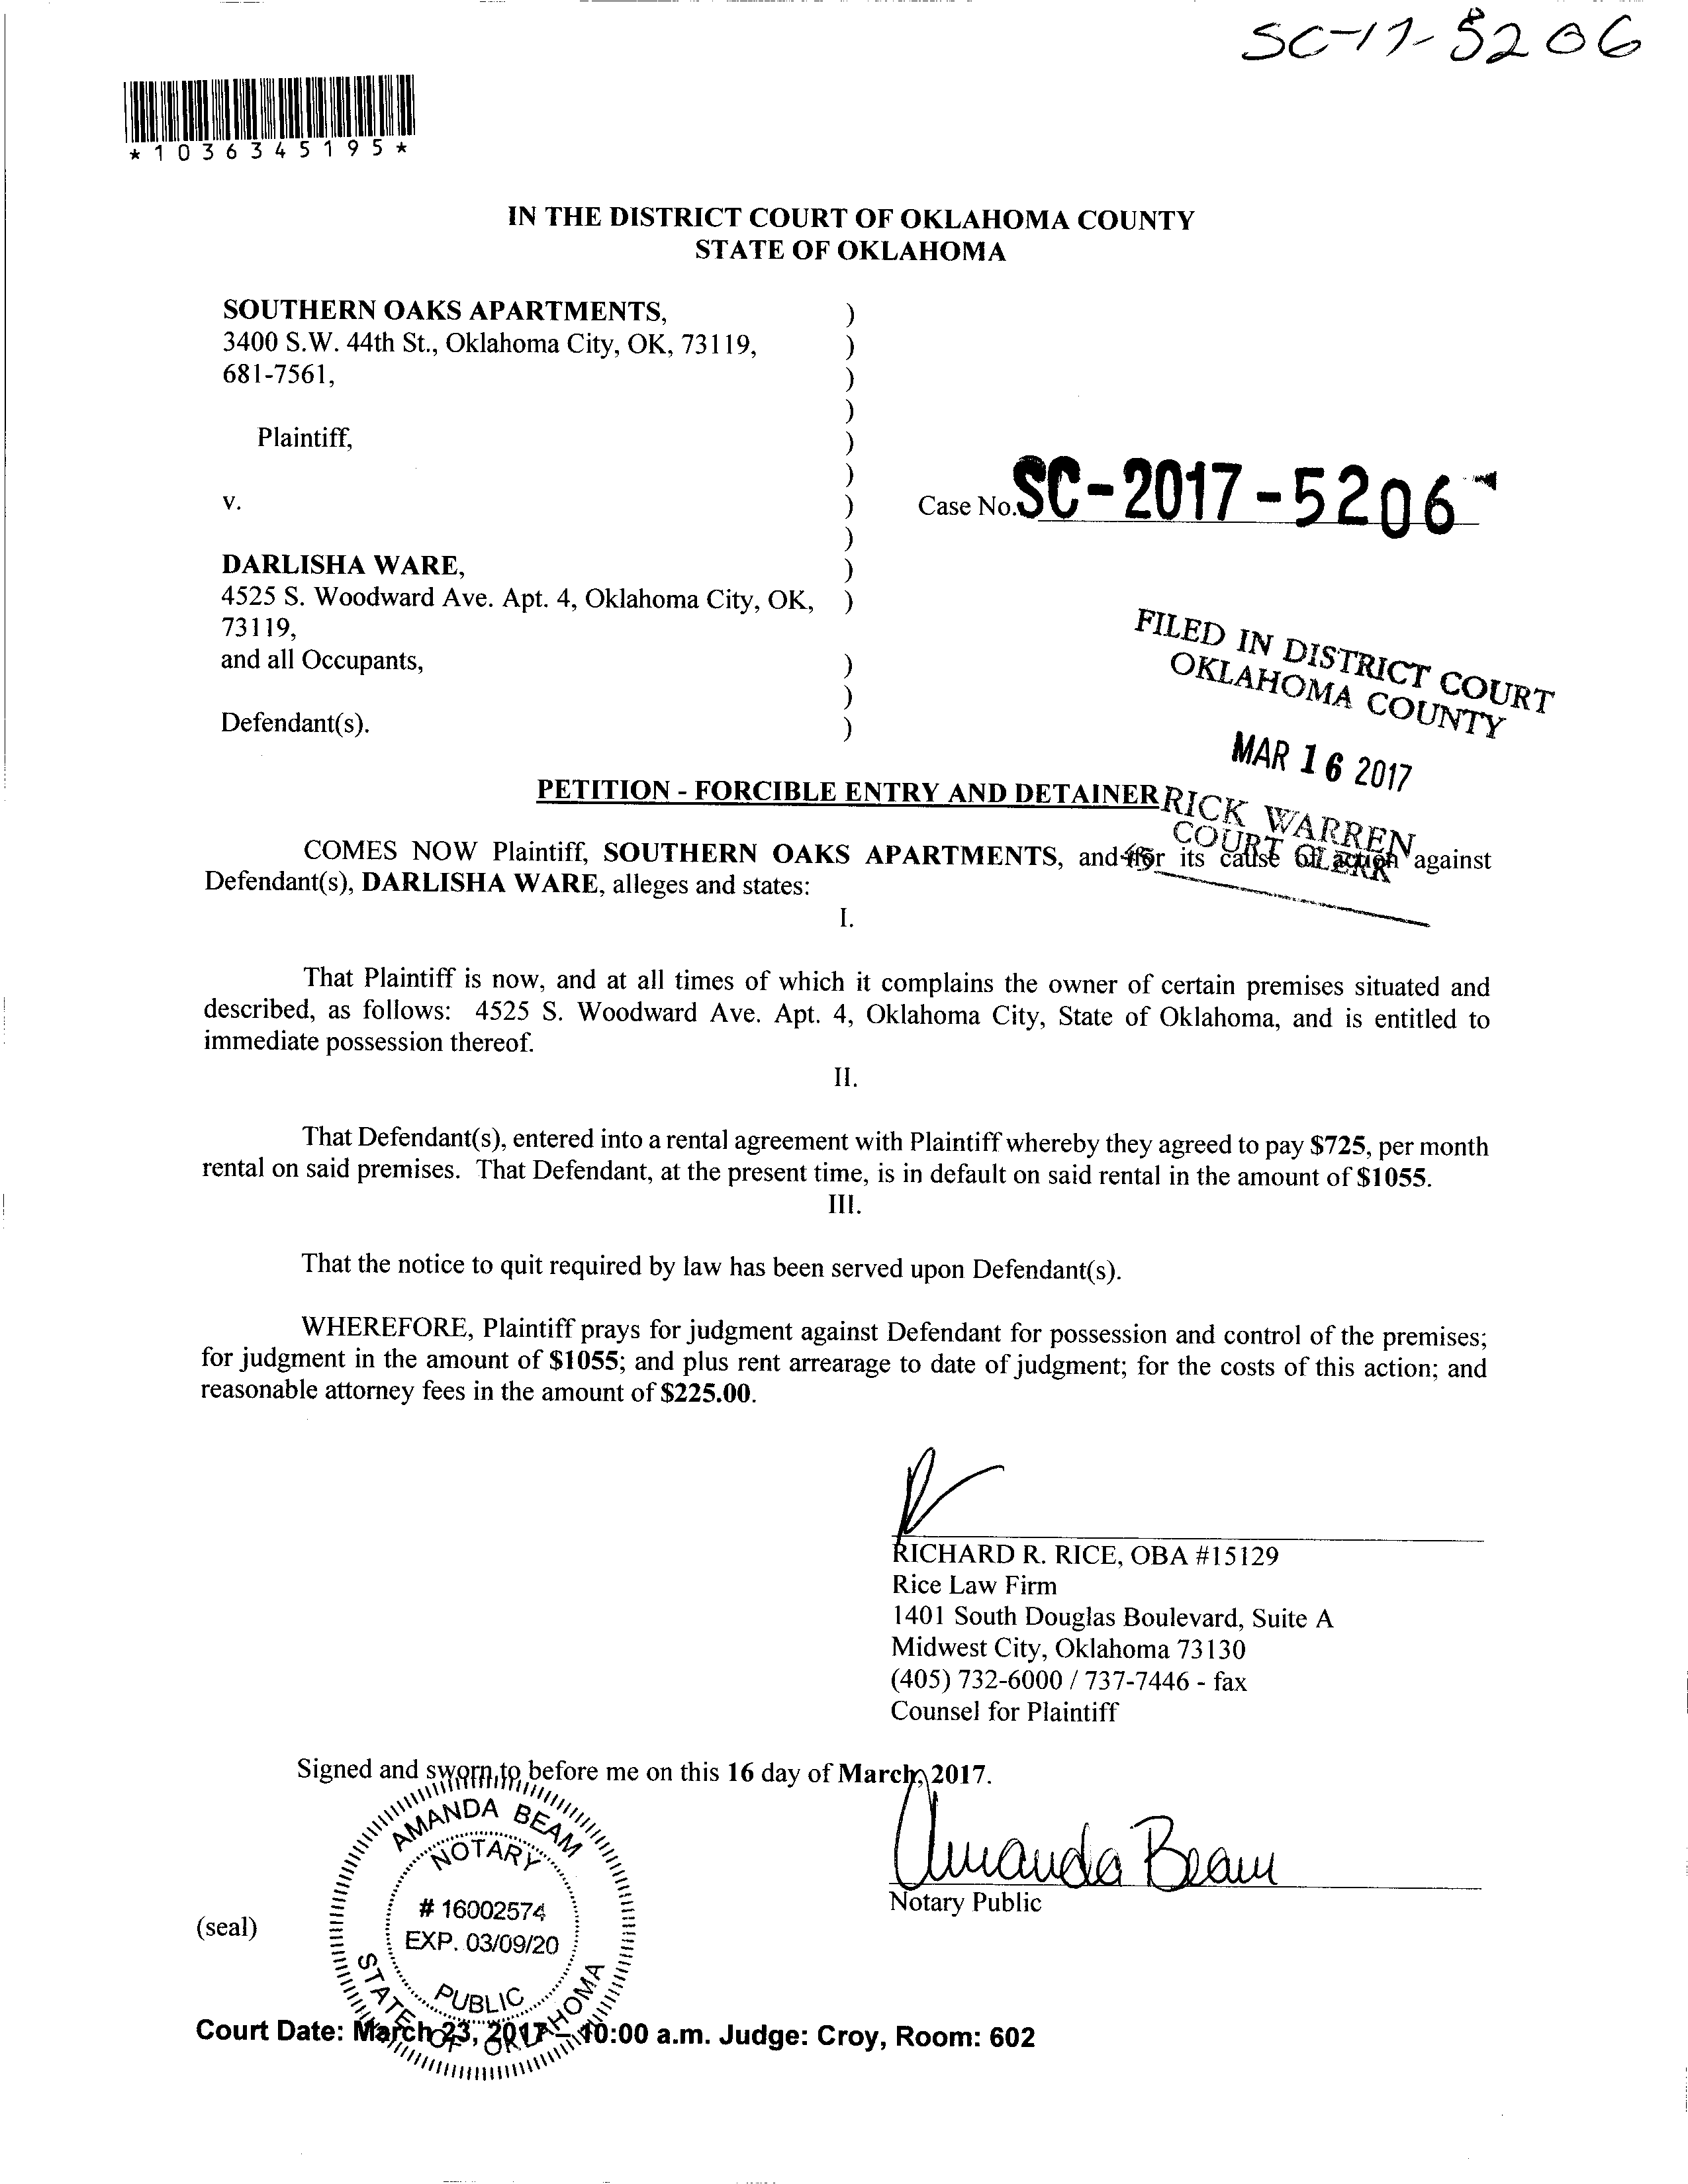 SC-17-5206
*1036345195*
IN THE DISTRICT COURT OF OKLAHOMA COUNTY
STATE OF OKLAHOMA
SOUTHERN OAKS APARTMENTS, )
3400 S.W. 44th St., Oklahoma City, OK, 73119, )
681-7561, )
)
Plaintiff, )
)
v. ) Case No. SC-2017-5206
)
DARLISHA WARE, )
4525 S. Woodward Ave. Apt. 4, Oklahoma City, OK, )
73119,
and all Occupants, )
)
Defendant(s). )
FILED IN DISTRICT COURT
OKLAHOMA COUNTY
MAR 16 2017
RICK WARREN
COURT CLERK
PETITION - FORCIBLE ENTRY AND DETAINER
COMES NOW Plaintiff, SOUTHERN OAKS APARTMENTS, and for its cause of action against
Defendant(s), DARLISHA WARE, alleges and states:
I.
That Plaintiff is now, and at all times of which it complains the owner of certain premises situated and
described, as follows: 4525 S. Woodward Ave. Apt. 4, Oklahoma City, State of Oklahoma, and is entitled to
immediate possession thereof.
II.
That Defendant(s), entered into a rental agreement with Plaintiff whereby they agreed to pay $725, per month
rental on said premises. That Defendant, at the present time, is in default on said rental in the amount of $1055.
III.
That the notice to quit required by law has been served upon Defendant(s).
WHEREFORE, Plaintiff prays for judgment against Defendant for possession and control of the premises;
for judgment in the amount of $1055; and plus rent arrearage to date of judgment; for the costs of this action; and
reasonable attorney fees in the amount of $225.00.
RICHARD R. RICE, OBA #15129
Rice Law Firm
1401 South Douglas Boulevard, Suite A
Midwest City, Oklahoma 73130
(405) 732-6000 / 737-7446 - fax
Counsel for Plaintiff
Signed and sworn to before me on this 16 day of March, 2017.
Amanda Beam
Notary Public
(seal)
AMANDA BEAM
NOTARY
# 16002574
EXP. 03/09/20
PUBLIC
STATE OF OKLAHOMA
Court Date: March 23, 2017 - 10:00 a.m. Judge: Croy, Room: 602